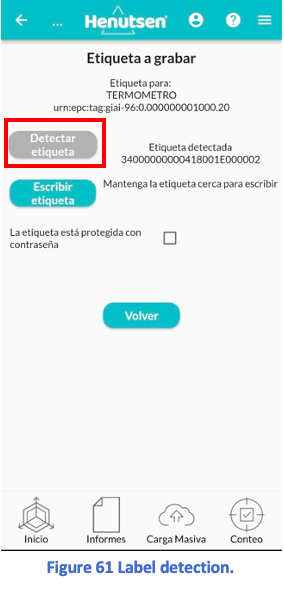 ...
Henutsen
?
Etiqueta a grabar
Etiqueta para:
TERMOMETRO
urn:epc:tag:giai-96:0.000000001000.20
Detectar
etiqueta
Etiqueta detectada
34000000000418001E000002
Escribir
etiqueta
Mantenga la etiqueta cerca para escribir
La etiqueta está protegida con
contraseña
Volver
Inicio
Informes
Carga Masiva
Conteo
Figure 61 Label detection.